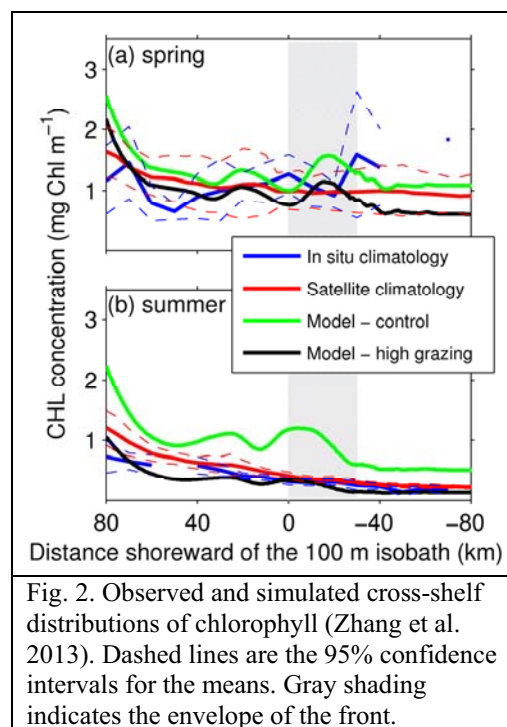 (a) spring
3
2
1
CHL concentration (mg Chl m⁻¹)
In situ climatology
Satellite climatology
Model – control
Model – high grazing
(b) summer
3
2
1
80 40 0 −40 −80
Distance shoreward of the 100 m isobath (km)
Fig. 2. Observed and simulated cross-shelf
distributions of chlorophyll (Zhang et al.
2013). Dashed lines are the 95% confidence
intervals for the means. Gray shading
indicates the envelope of the front.